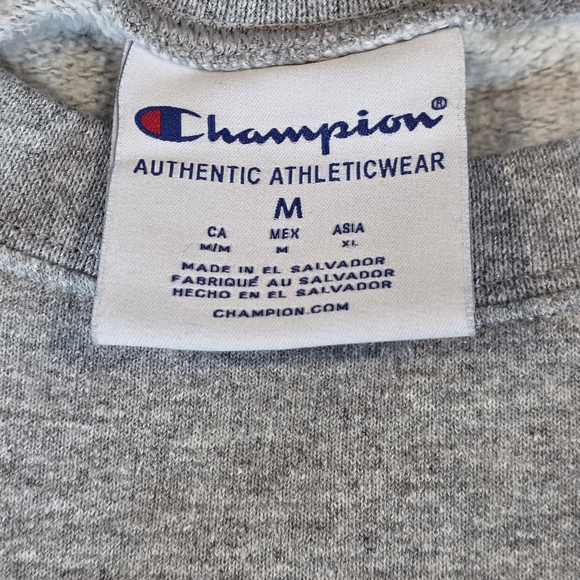 Champion®
AUTHENTIC ATHLETICWEAR
M
CA MEX ASIA
M/M M XL
MADE IN EL SALVADOR
FABRIQUÉ AU SALVADOR
HECHO EN EL SALVADOR
CHAMPION.COM